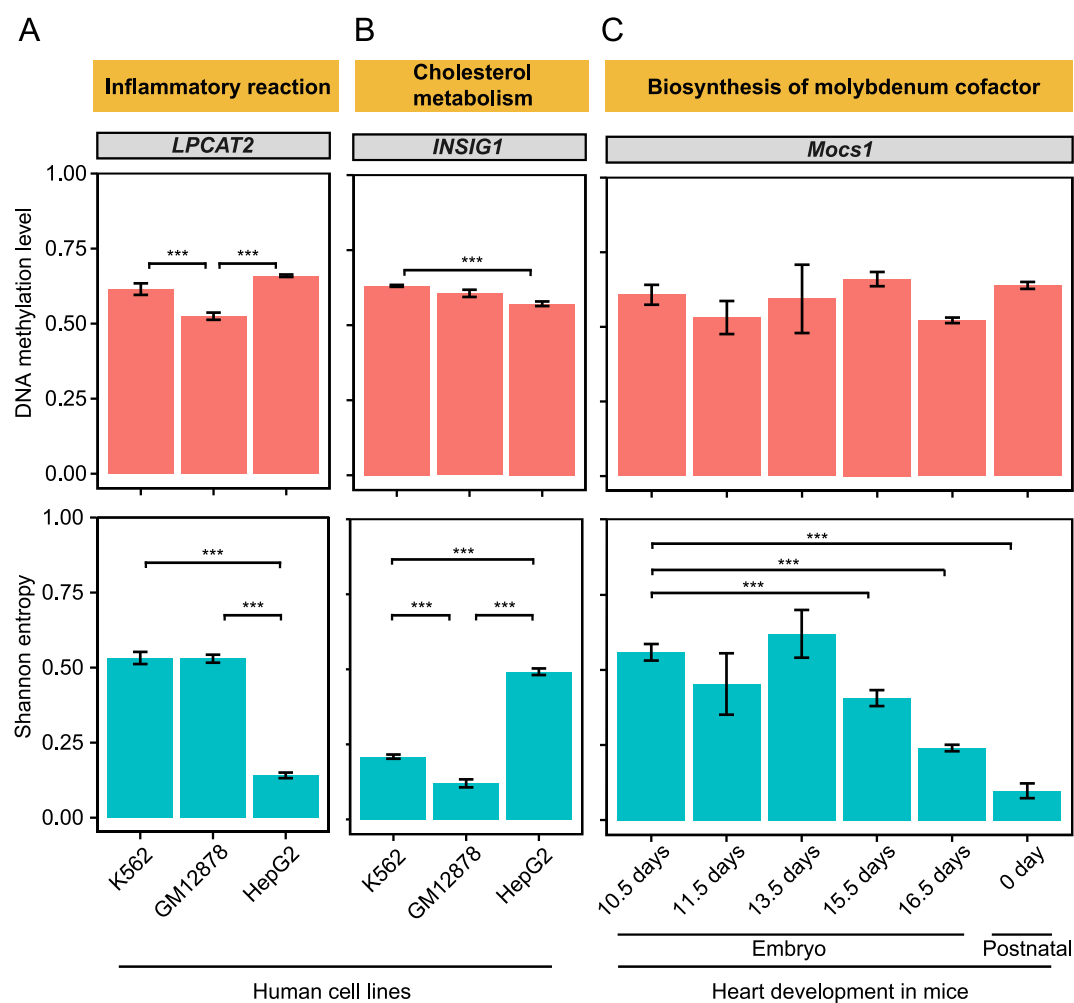 A
B
C
Inflammatory reaction
Cholesterol
metabolism
Biosynthesis of molybdenum cofactor
LPCAT2
INSIG1
Mocs1
DNA methylation level
1.00
0.75
0.50
0.25
0.00
***
***
***
Shannon entropy
1.00
0.75
0.50
0.25
0.00
***
***
***
***
***
***
***
***
K562
GM12878
HepG2
K562
GM12878
HepG2
10.5 days
11.5 days
13.5 days
15.5 days
16.5 days
0 day
Embryo
Postnatal
Human cell lines
Heart development in mice